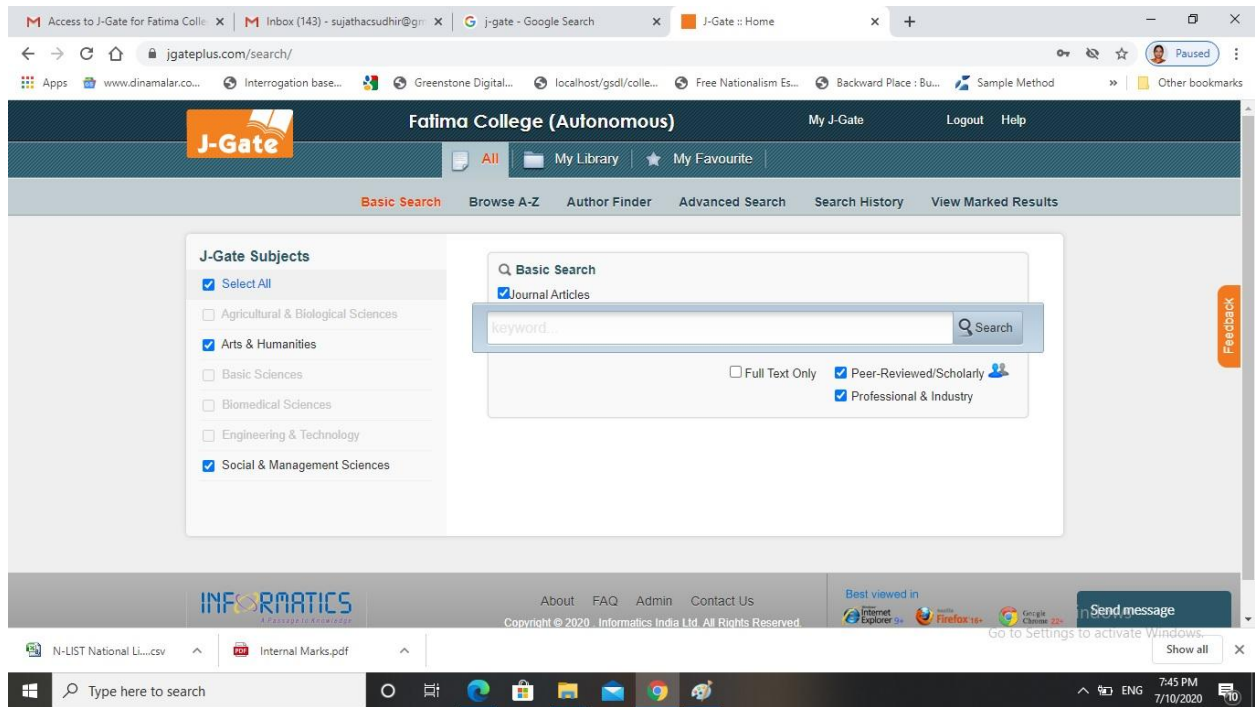 Access to J-Gate for Fatima Colle
Inbox (143) - sujathacsudhir@gm
j-gate - Google Search
J-Gate :: Home
jgateplus.com/search/
Paused
Apps
www.dinamalar.co...
Interrogation base...
Greenstone Digital...
localhost/gsdl/colle...
Free Nationalism Es...
Backward Place : Bu...
Sample Method
»
Other bookmarks
J-Gate
Fatima College (Autonomous)
My J-Gate
Logout
Help
All
My Library
My Favourite
Basic Search
Browse A-Z
Author Finder
Advanced Search
Search History
View Marked Results
J-Gate Subjects
Select All
Agricultural & Biological Sciences
Arts & Humanities
Basic Sciences
Biomedical Sciences
Engineering & Technology
Social & Management Sciences
Basic Search
Journal Articles
keyword...
Search
Full Text Only
Peer-Reviewed/Scholarly
Professional & Industry
Feedback
INFORMATICS
A Passage to Knowledge
About FAQ Admin Contact Us
Copyright © 2020 . Informatics India Ltd. All Rights Reserved.
Best viewed in
Internet Explorer 9+
Firefox 16+
Google Chrome 22+
Send message
Go to Settings to activate Windows.
N-LIST National Li....csv
Internal Marks.pdf
Show all
Type here to search
ENG
7:45 PM
7/10/2020
10